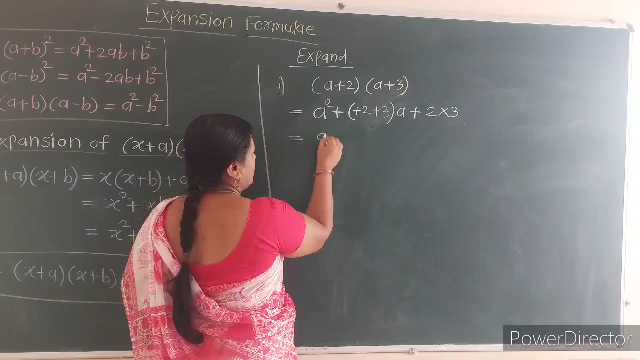 Expansion Formulae
(a+b)² = a²+2ab+b²
(a-b)² = a²-2ab+b²
(a+b)(a-b) = a²-b²
expansion of (x+a)(
+a)(x+b) = x(x+b)+a
= x²+
= x²+
(x+a)(x+b)
Expand
i) (a+2) (a+3)
= a²+(+2+3)a+2×3
= a
PowerDirector